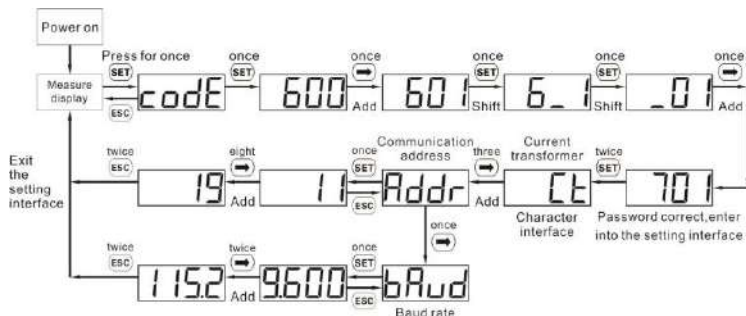 Power on
Press for once
once
once
once
once
once
Measure
display
SET
ESC
codE
SET
600
➡
Add
601
SET
Shift
6_1
SET
Shift
_01
➡
Add
Exit
the
setting
interface
twice
ESC
19
eight
➡
Add
11
once
SET
ESC
Communication
address
Addr
three
➡
Add
Current
transformer
Ct
Character
interface
twice
SET
701
Password correct,enter
into the setting interface
once
➡
twice
ESC
115.2
twice
➡
Add
9.600
once
SET
ESC
bAud
Baud rate